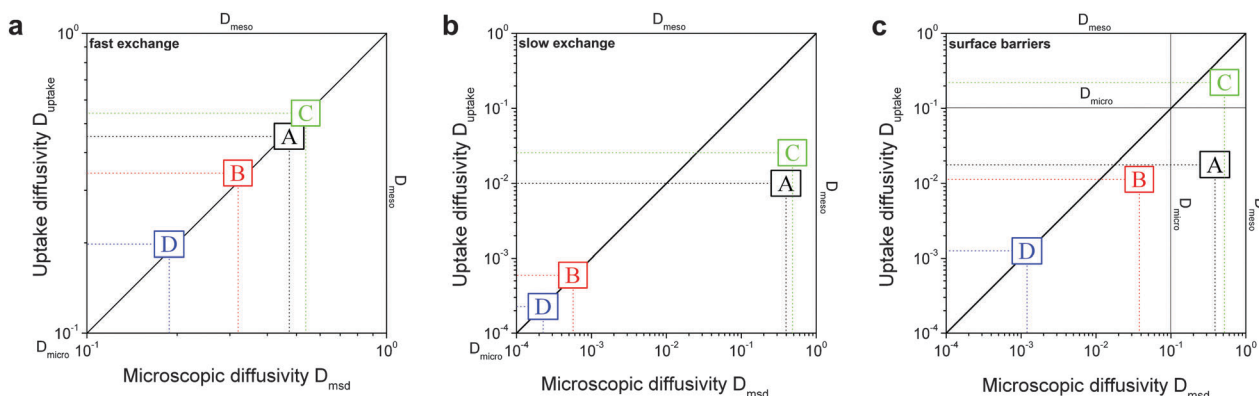 a
D_meso
fast exchange
10^0
Uptake diffusivity D_uptake
C
A
B
D
D_meso
10^-1
D_micro
10^-1
10^0
Microscopic diffusivity D_msd
b
D_meso
slow exchange
10^0
10^-1
10^-2
10^-3
10^-4
Uptake diffusivity D_uptake
C
A
B
D
D_meso
D_micro
10^-4
10^-3
10^-2
10^-1
10^0
Microscopic diffusivity D_msd
c
D_meso
surface barriers
10^0
10^-1
10^-2
10^-3
10^-4
Uptake diffusivity D_uptake
D_micro
C
A
B
D
D_micro
D_meso
10^-4
10^-3
10^-2
10^-1
10^0
Microscopic diffusivity D_msd